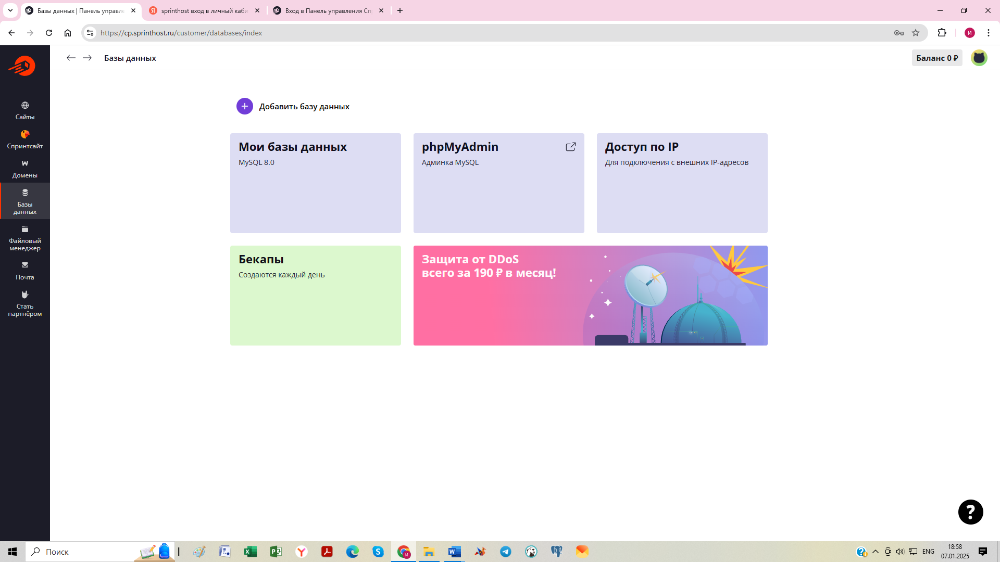 Базы данных | Панель управле
sprinthost вход в личный каби
Вход в Панель управления Сп
https://cp.sprinthost.ru/customer/databases/index
И
Базы данных
Баланс 0 ₽
Сайты
Спринтсайт
Домены
Базы
данных
Файловый
менеджер
Почта
Стать
партнёром
Добавить базу данных
Мои базы данных
MySQL 8.0
phpMyAdmin
Админка MySQL
Доступ по IP
Для подключения с внешних IP-адресов
Бекапы
Создаются каждый день
Защита от DDoS
всего за 190 ₽ в месяц!
?
Поиск
ENG
18:58
07.01.2025